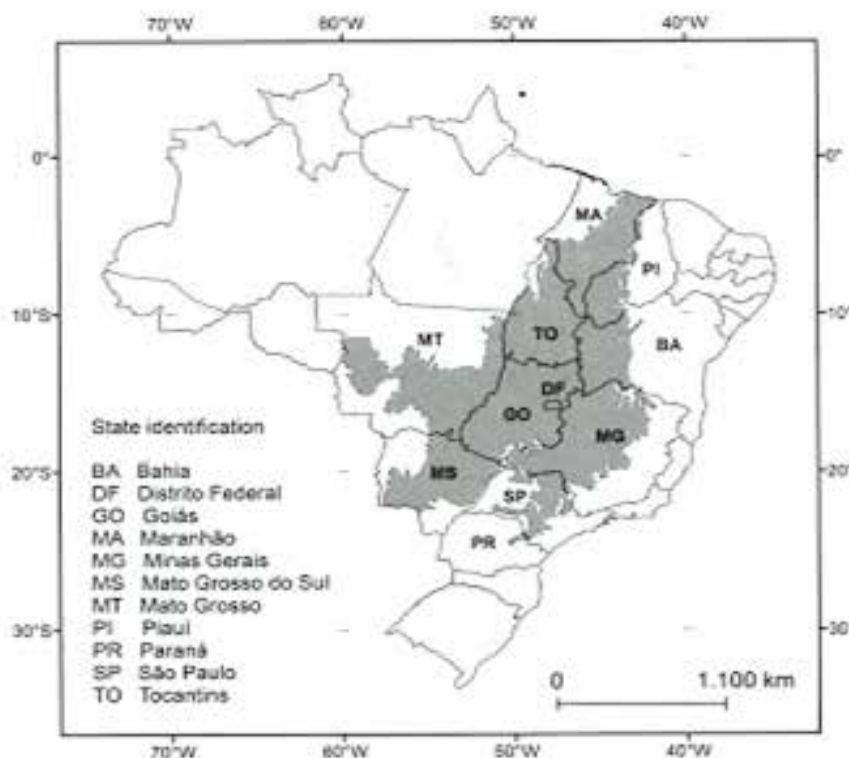 70°W 60°W 50°W 40°W
0° 0°
10°S 10°S
20°S 20°S
30°S 30°S
MA
PI
TO
MT
BA
DF
GO
MG
MS
SP
PR
State identification
BA Bahia
DF Distrito Federal
GO Goiás
MA Maranhão
MG Minas Gerais
MS Mato Grosso do Sul
MT Mato Grosso
PI Piauí
PR Paraná
SP São Paulo
TO Tocantins
0 1.100 km
70°W 60°W 50°W 40°W